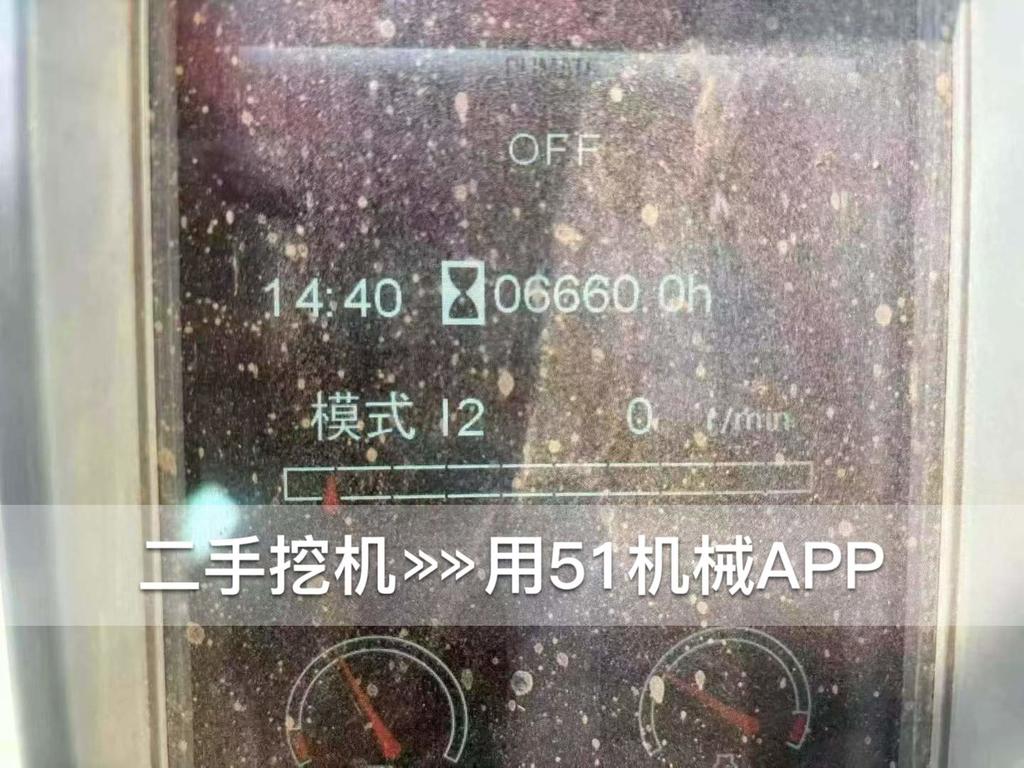 CLIMATE
OFF
14:40 06660.0h
模式 I2 0 r/min
二手挖机»»用51机械APP